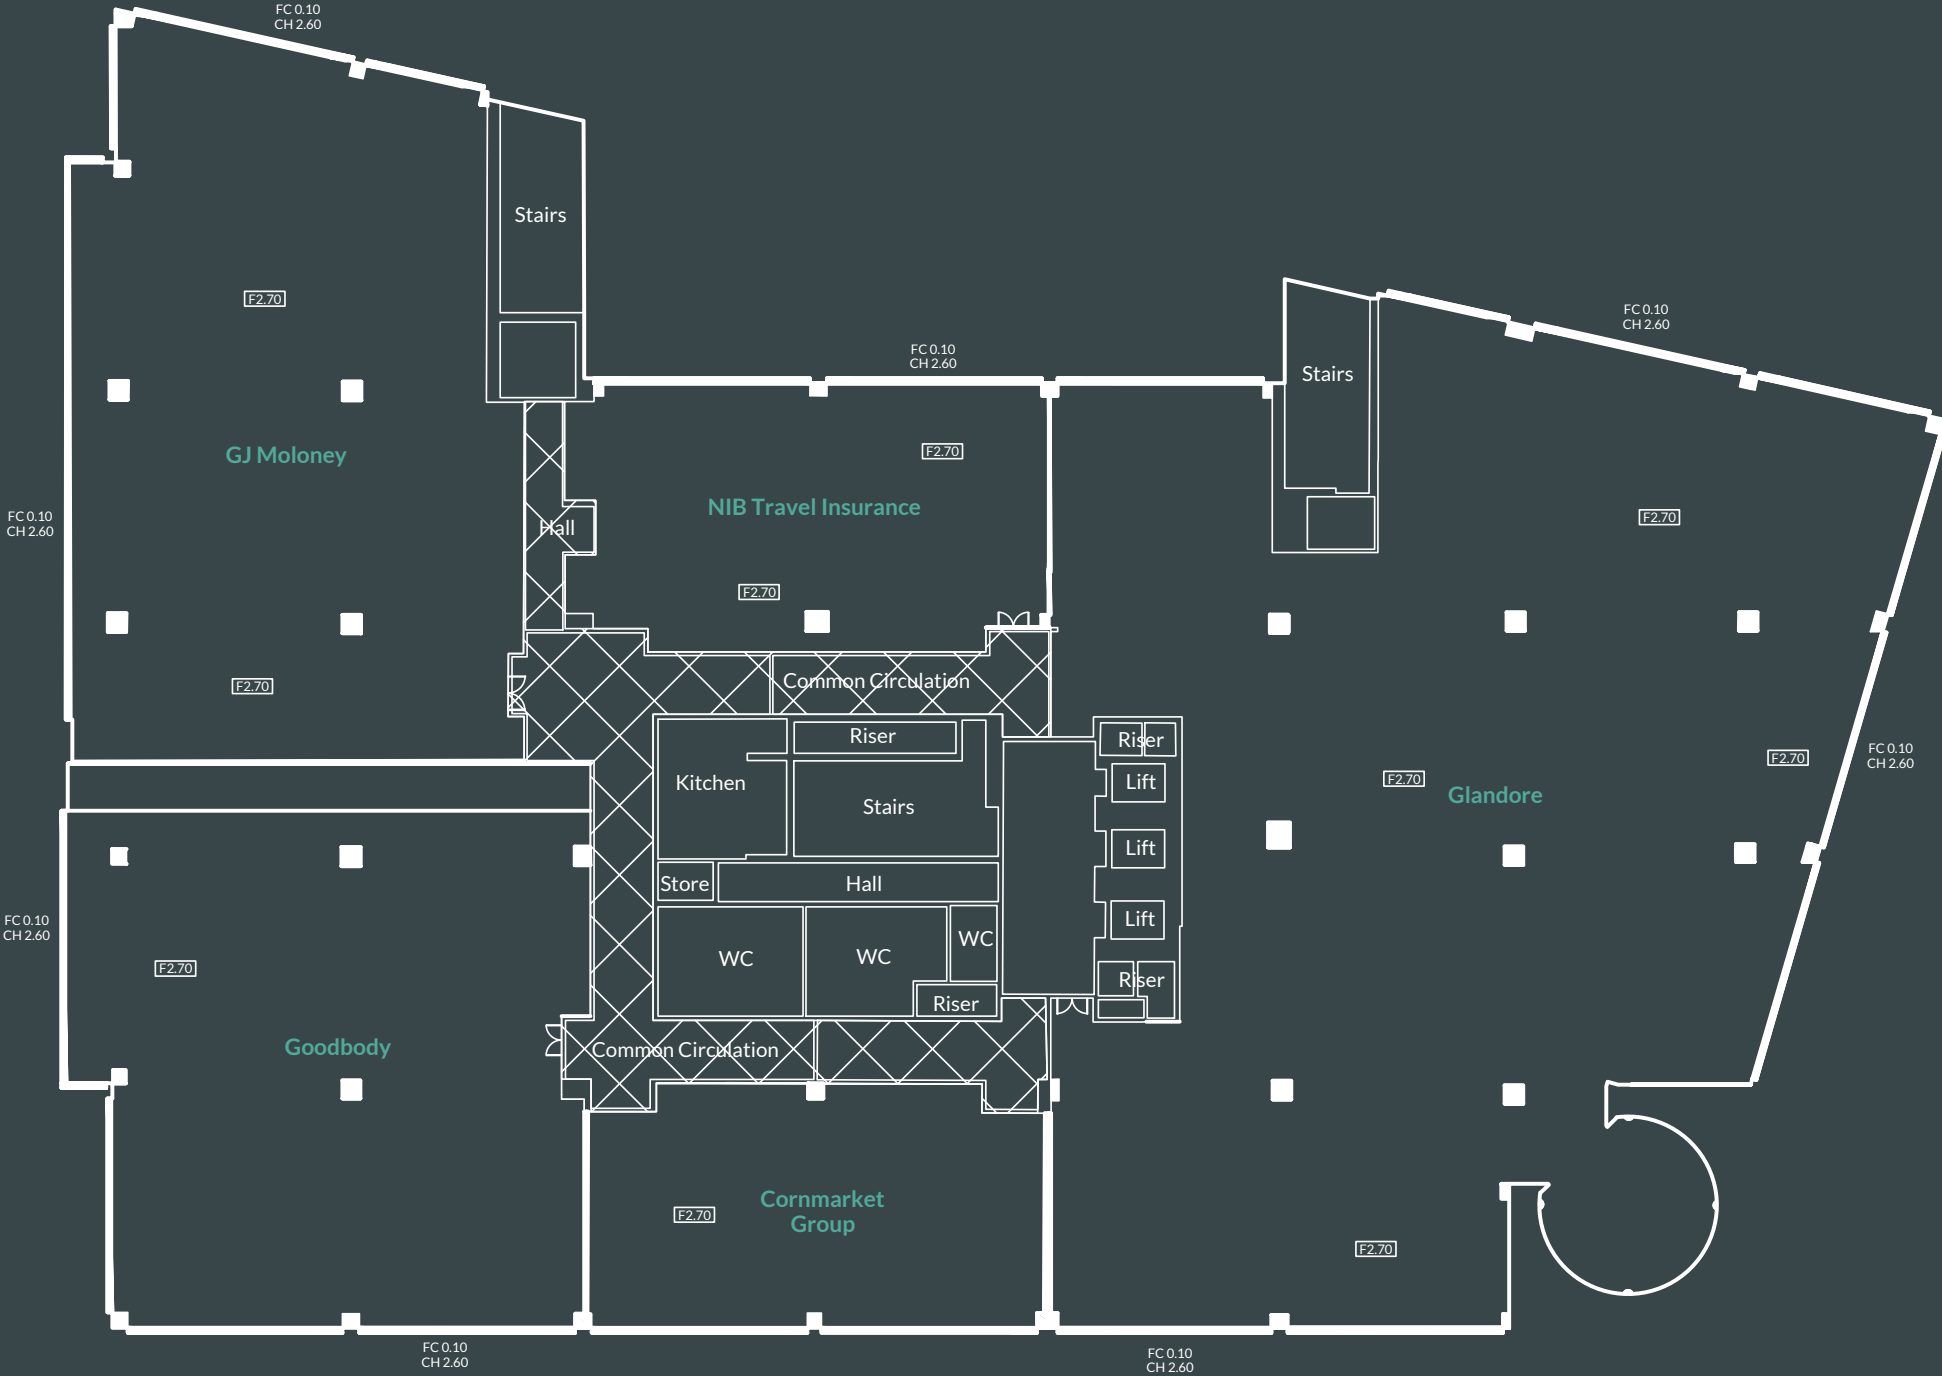 FC 0.10
CH 2.60
Stairs
F2.70
FC 0.10
CH 2.60
FC 0.10
CH 2.60
Stairs
GJ Moloney
F2.70
NIB Travel Insurance
FC 0.10
CH 2.60
Hall
F2.70
F2.70
F2.70
Common Circulation
Riser
Riser
Kitchen
Lift
F2.70
Glandore
F2.70
FC 0.10
CH 2.60
Stairs
Lift
Store
Hall
FC 0.10
CH 2.60
Lift
WC
WC
WC
F2.70
Riser
Riser
Goodbody
Common Circulation
Cornmarket
Group
F2.70
F2.70
FC 0.10
CH 2.60
FC 0.10
CH 2.60